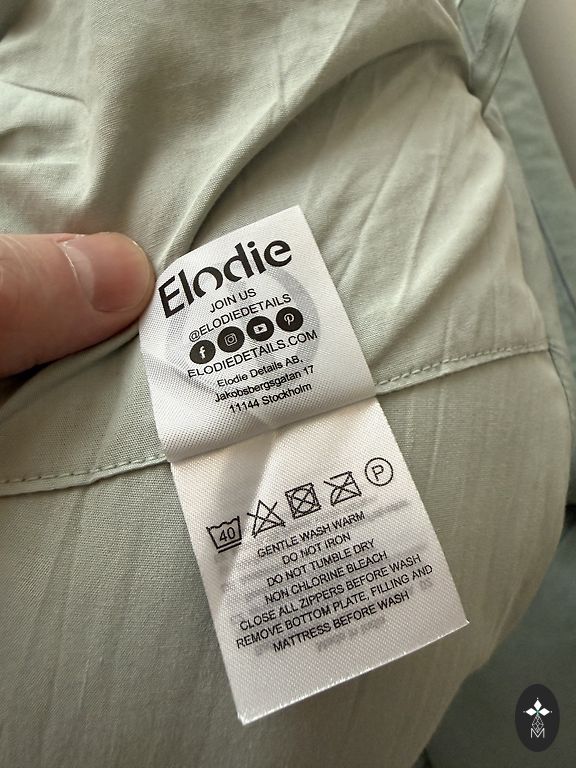 Elodie
JOIN US
@ELODIEDETAILS
ELODIEDETAILS.COM
Elodie Details AB,
Jakobsbergsgatan 17
11144 Stockholm
40
P
GENTLE WASH WARM
DO NOT IRON
DO NOT TUMBLE DRY
NON CHLORINE BLEACH
CLOSE ALL ZIPPERS BEFORE WASH
REMOVE BOTTOM PLATE, FILLING AND
MATTRESS BEFORE WASH
M